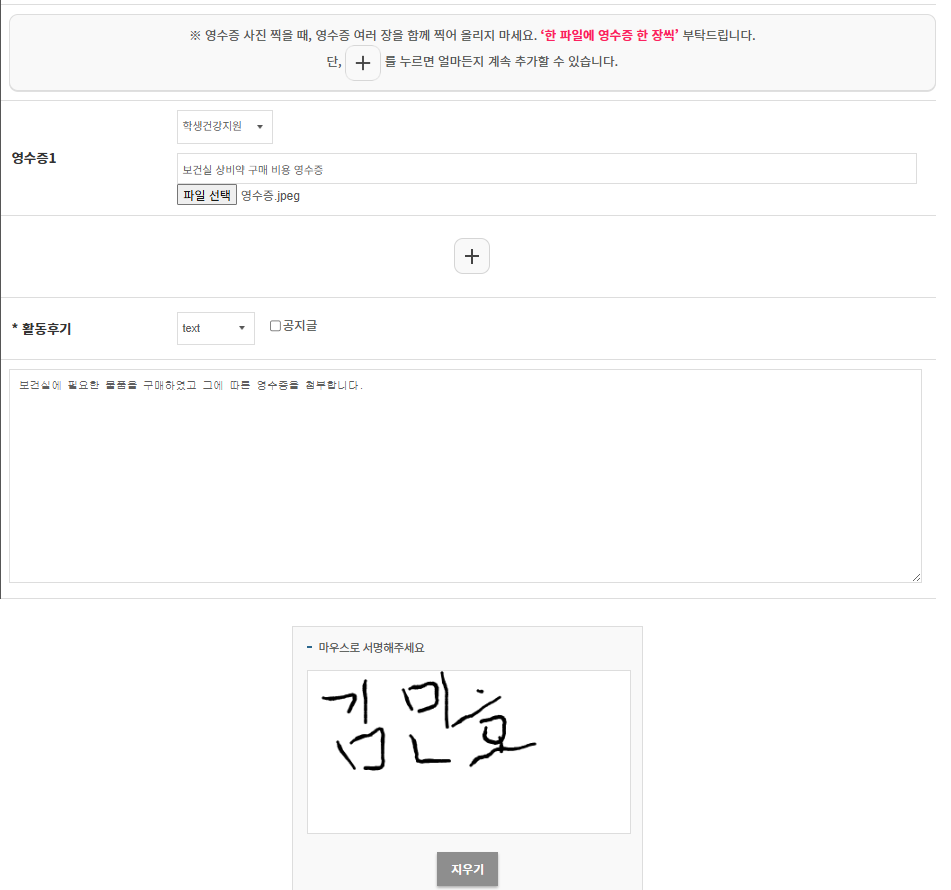 ※ 영수증 사진 찍을 때, 영수증 여러 장을 함께 찍어 올리지 마세요. ‘한 파일에 영수증 한 장씩’ 부탁드립니다.
단, + 를 누르면 얼마든지 계속 추가할 수 있습니다.
학생건강지원
영수증1
보건실 상비약 구매 비용 영수증
파일 선택 영수증.jpeg
+
* 활동후기 text 공지글
보건실에 필요한 물품을 구매하였고 그에 따른 영수증을 첨부합니다.
- 마우스로 서명해주세요
김민호
지우기